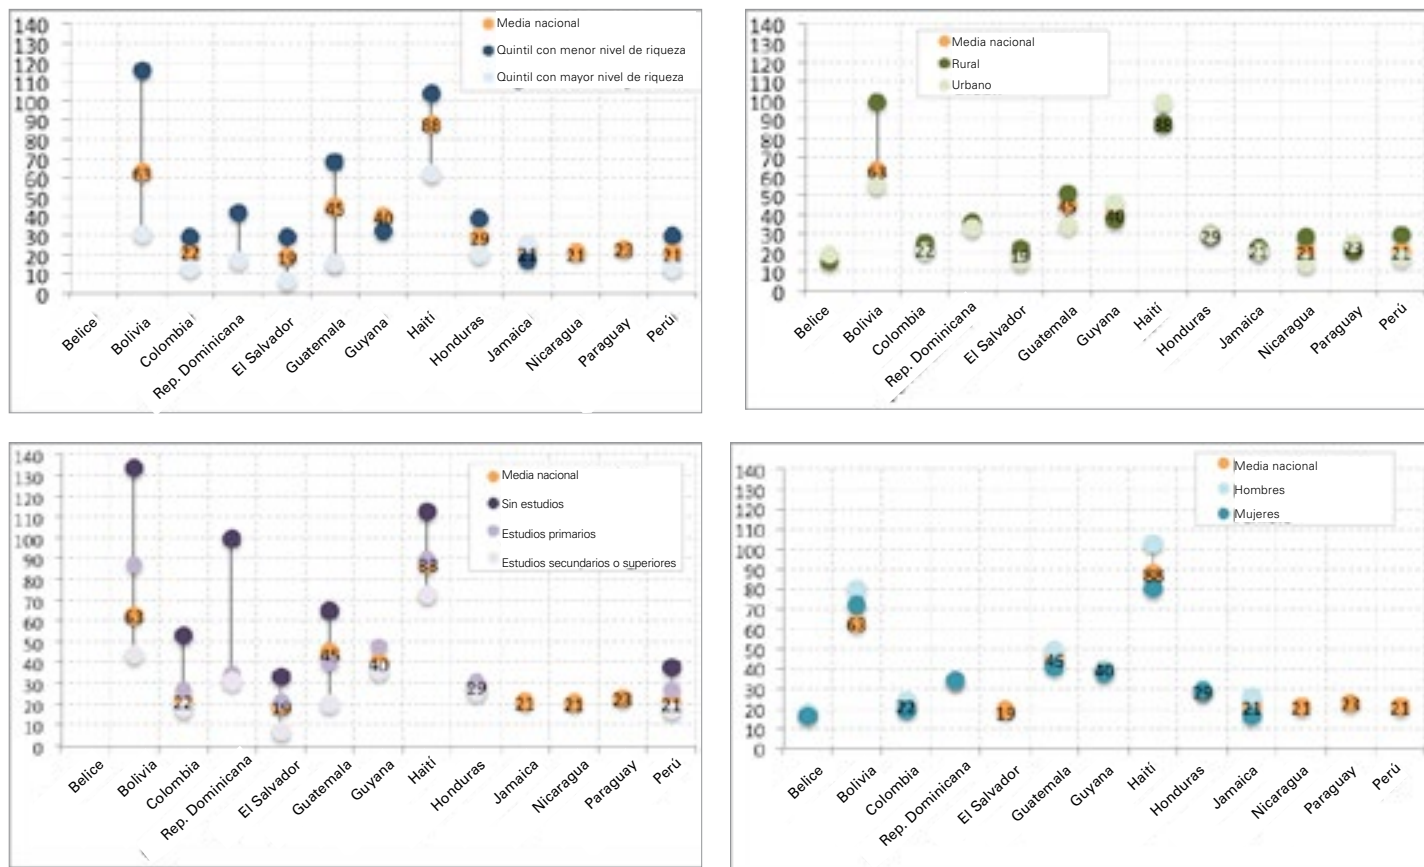 140
130
120
110
100
90
80
70
60
50
40
30
20
10
0
Media nacional
Quintil con menor nivel de riqueza
Quintil con mayor nivel de riqueza
63
22
19
45
40
88
29
21
21
23
21
Belice
Bolivia
Colombia
Rep. Dominicana
El Salvador
Guatemala
Guyana
Haití
Honduras
Jamaica
Nicaragua
Paraguay
Perú
140
130
120
110
100
90
80
70
60
50
40
30
20
10
0
Media nacional
Rural
Urbano
63
22
19
45
40
88
29
21
21
23
21
Belice
Bolivia
Colombia
Rep. Dominicana
El Salvador
Guatemala
Guyana
Haití
Honduras
Jamaica
Nicaragua
Paraguay
Perú
140
130
120
110
100
90
80
70
60
50
40
30
20
10
0
Media nacional
Sin estudios
Estudios primarios
Estudios secundarios o superiores
63
22
19
45
40
88
29
21
21
23
21
Belice
Bolivia
Colombia
Rep. Dominicana
El Salvador
Guatemala
Guyana
Haití
Honduras
Jamaica
Nicaragua
Paraguay
Perú
140
130
120
110
100
90
80
70
60
50
40
30
20
10
0
Media nacional
Hombres
Mujeres
63
22
19
45
40
88
29
21
21
23
21
Belice
Bolivia
Colombia
Rep. Dominicana
El Salvador
Guatemala
Guyana
Haití
Honduras
Jamaica
Nicaragua
Paraguay
Perú